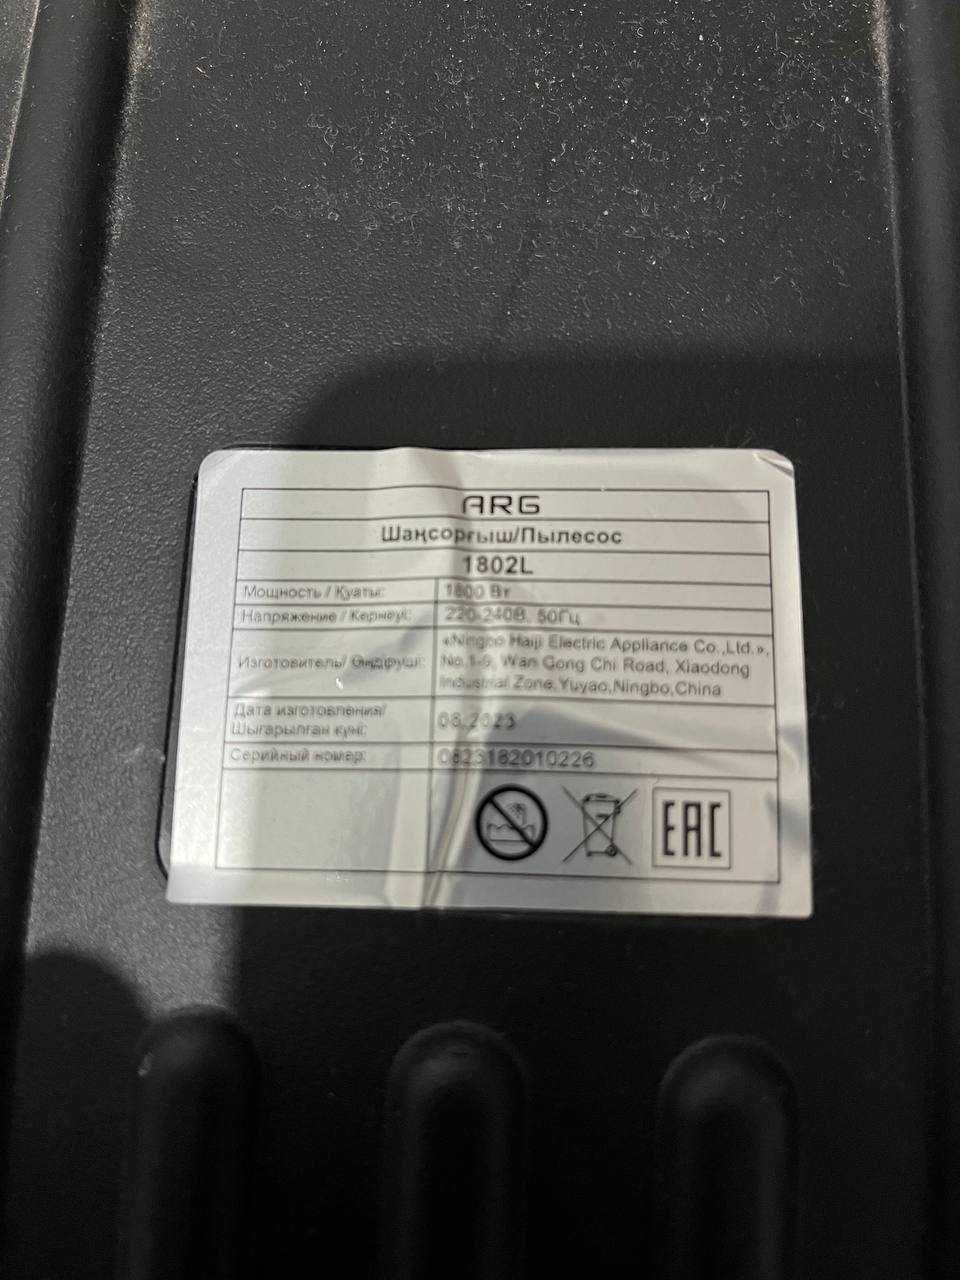 ARG
Шаңсорғыш/Пылесос
1802L
Мощность / Қуаты: 1800 Вт
Напряжение / Кернеуі: 220-240В, 50Гц
Изготовитель/ Өндіруші: «Ningbo Haiji Electric Appliance Co.,Ltd.»,
No.1-9, Wan Gong Chi Road, Xiaodong
Industrial Zone,Yuyao,Ningbo,China
Дата изготовления/
Шығарылған күні: 08.2023
Серийный номер: 0823182010226
EAC